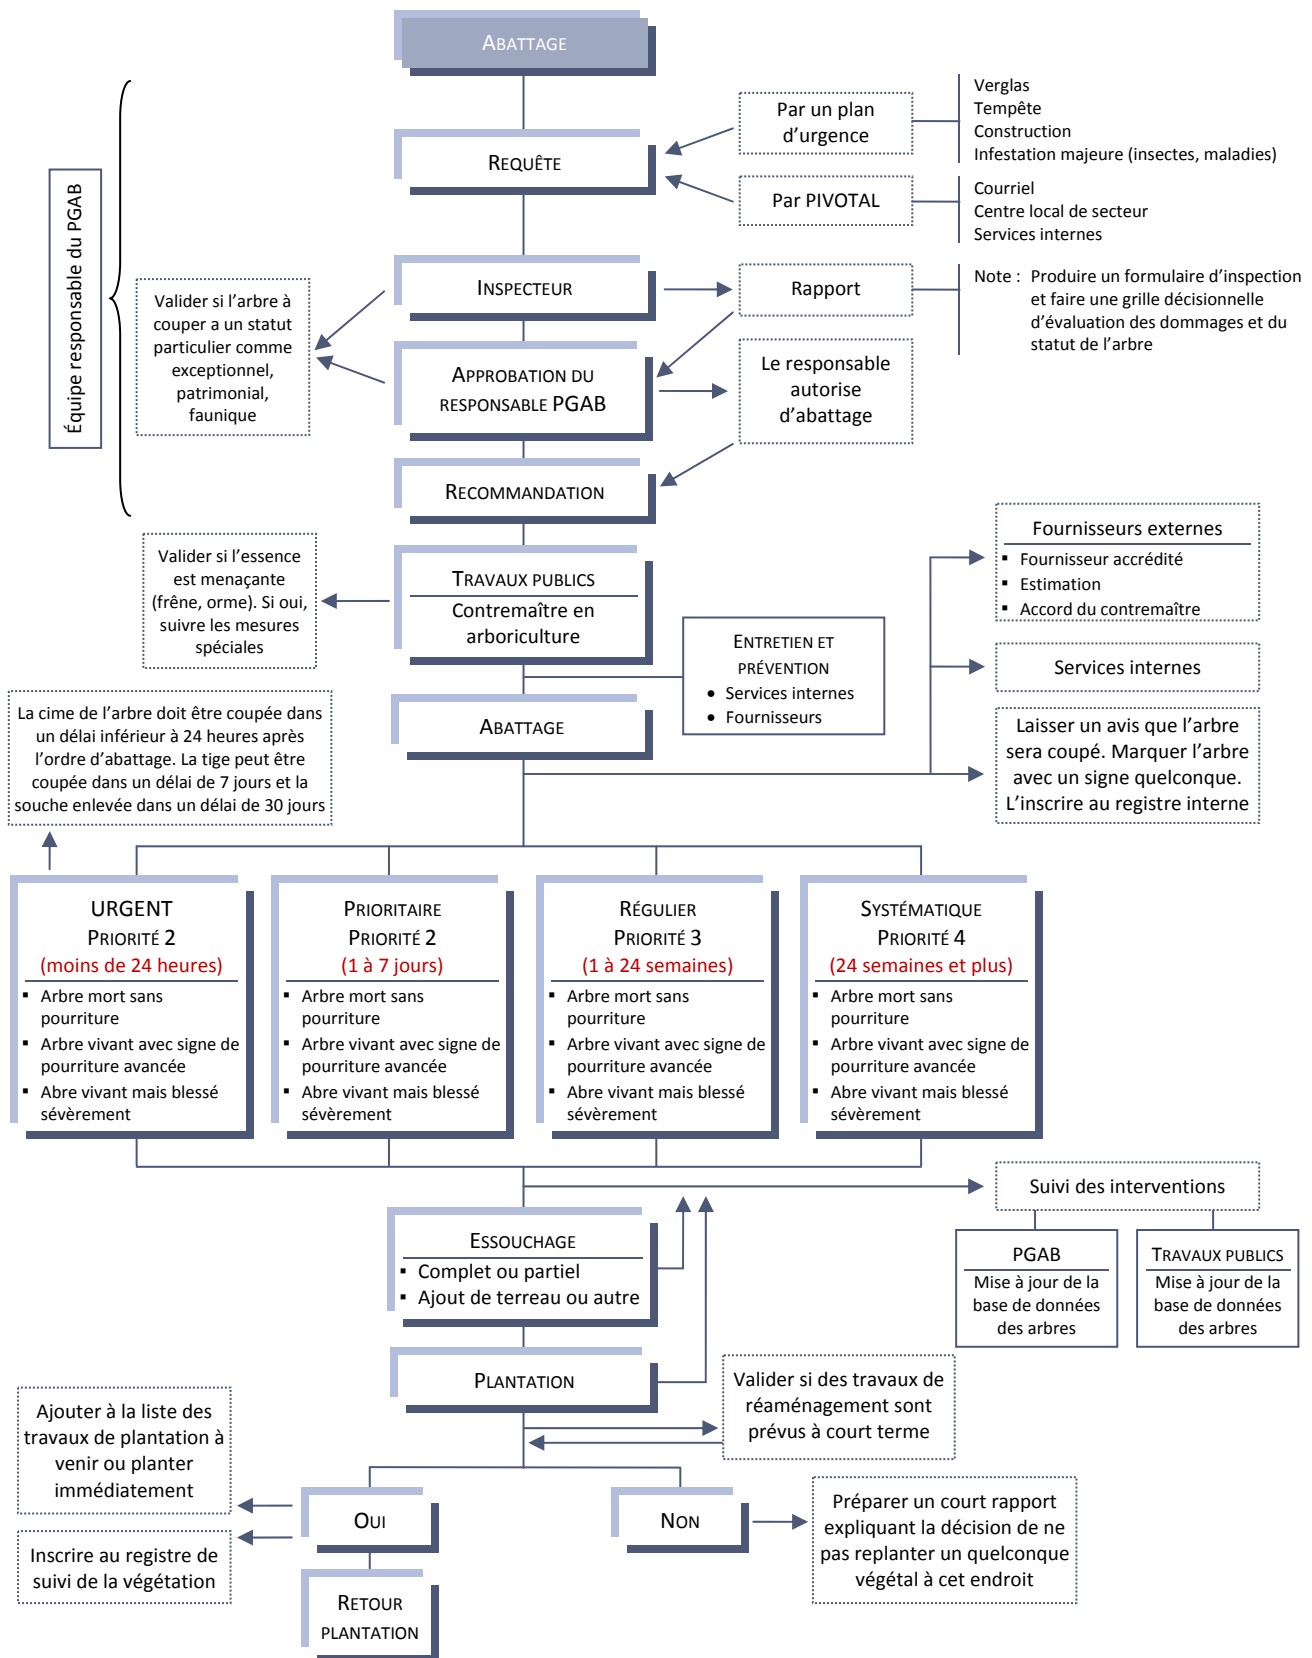 ABATTAGE
Équipe responsable du PGAB
REQUÊTE
Par un plan
d’urgence
Verglas
Tempête
Construction
Infestation majeure (insectes, maladies)
Par PIVOTAL
Courriel
Centre local de secteur
Services internes
INSPECTEUR
Rapport
Note : Produire un formulaire d’inspection
et faire une grille décisionnelle
d’évaluation des dommages et du
statut de l’arbre
Valider si l’arbre à
couper a un statut
particulier comme
exceptionnel,
patrimonial,
faunique
APPROBATION DU
RESPONSABLE PGAB
Le responsable
autorise
d’abattage
RECOMMANDATION
Valider si l’essence
est menaçante
(frêne, orme). Si oui,
suivre les mesures
spéciales
TRAVAUX PUBLICS
Contremaître en
arboriculture
Fournisseurs externes
▪ Fournisseur accrédité
▪ Estimation
▪ Accord du contremaître
ENTRETIEN ET
PRÉVENTION
• Services internes
• Fournisseurs
Services internes
ABATTAGE
Laisser un avis que l’arbre
sera coupé. Marquer l’arbre
avec un signe quelconque.
L’inscrire au registre interne
La cime de l’arbre doit être coupée dans
un délai inférieur à 24 heures après
l’ordre d’abattage. La tige peut être
coupée dans un délai de 7 jours et la
souche enlevée dans un délai de 30 jours
URGENT
PRIORITÉ 2
(moins de 24 heures)
▪ Arbre mort sans
pourriture
▪ Arbre vivant avec signe de
pourriture avancée
▪ Abre vivant mais blessé
sévèrement
PRIORITAIRE
PRIORITÉ 2
(1 à 7 jours)
▪ Arbre mort sans
pourriture
▪ Arbre vivant avec signe de
pourriture avancée
▪ Abre vivant mais blessé
sévèrement
RÉGULIER
PRIORITÉ 3
(1 à 24 semaines)
▪ Arbre mort sans
pourriture
▪ Arbre vivant avec signe de
pourriture avancée
▪ Abre vivant mais blessé
sévèrement
SYSTÉMATIQUE
PRIORITÉ 4
(24 semaines et plus)
▪ Arbre mort sans
pourriture
▪ Arbre vivant avec signe de
pourriture avancée
▪ Abre vivant mais blessé
sévèrement
Suivi des interventions
ESSOUCHAGE
▪ Complet ou partiel
▪ Ajout de terreau ou autre
PGAB
Mise à jour de la
base de données
des arbres
TRAVAUX PUBLICS
Mise à jour de la
base de données
des arbres
PLANTATION
Valider si des travaux de
réaménagement sont
prévus à court terme
Ajouter à la liste des
travaux de plantation à
venir ou planter
immédiatement
OUI
NON
Préparer un court rapport
expliquant la décision de ne
pas replanter un quelconque
végétal à cet endroit
Inscrire au registre de
suivi de la végétation
RETOUR
PLANTATION